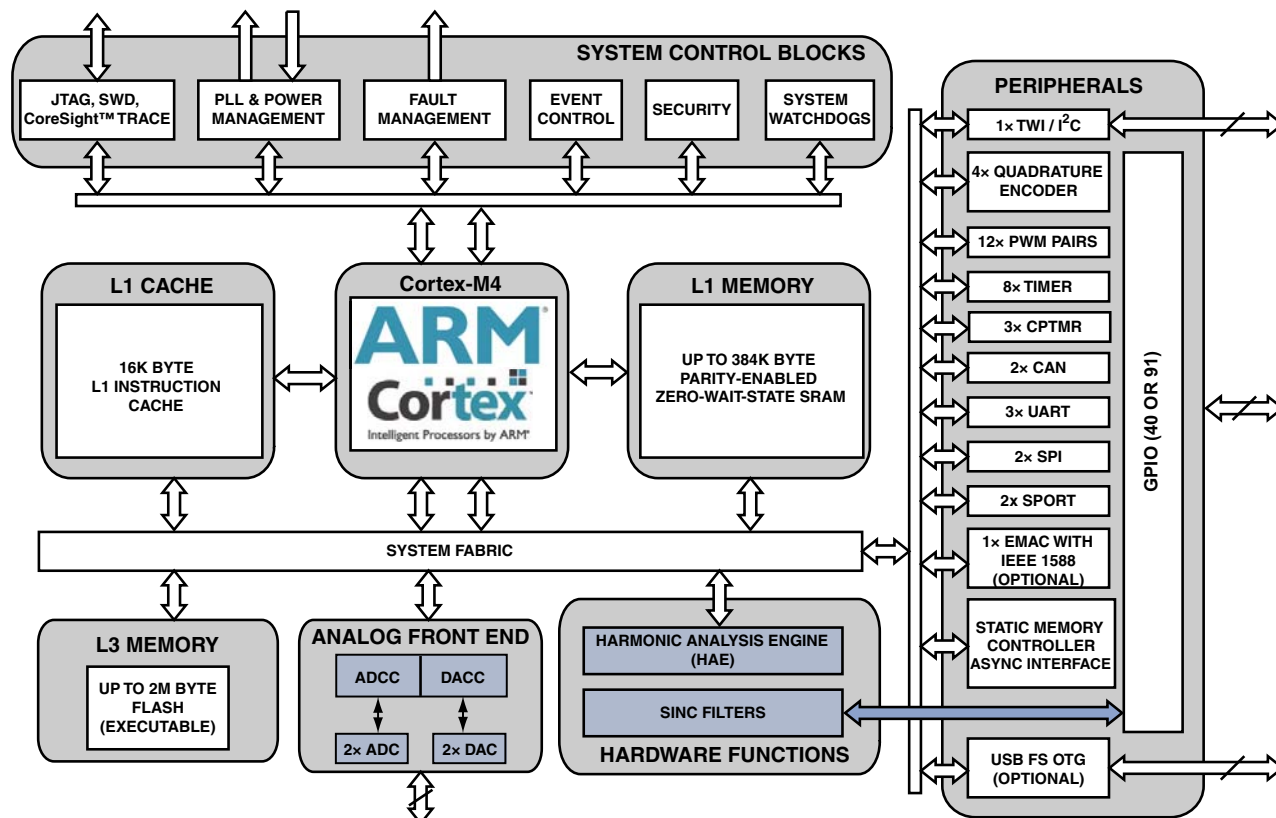 SYSTEM CONTROL BLOCKS
JTAG, SWD,
CoreSight™ TRACE
PLL & POWER
MANAGEMENT
FAULT
MANAGEMENT
EVENT
CONTROL
SECURITY
SYSTEM
WATCHDOGS
L1 CACHE
16K BYTE
L1 INSTRUCTION
CACHE
Cortex-M4
ARM®
Cortex™
Intelligent Processors by ARM®
L1 MEMORY
UP TO 384K BYTE
PARITY-ENABLED
ZERO-WAIT-STATE SRAM
SYSTEM FABRIC
L3 MEMORY
UP TO 2M BYTE
FLASH
(EXECUTABLE)
ANALOG FRONT END
ADCC
DACC
2× ADC
2× DAC
HARMONIC ANALYSIS ENGINE
(HAE)
SINC FILTERS
HARDWARE FUNCTIONS
PERIPHERALS
1× TWI / I²C
4× QUADRATURE
ENCODER
12× PWM PAIRS
8× TIMER
3× CPTMR
2× CAN
3× UART
2× SPI
2x SPORT
1× EMAC WITH
IEEE 1588
(OPTIONAL)
STATIC MEMORY
CONTROLLER
ASYNC INTERFACE
USB FS OTG
(OPTIONAL)
GPIO (40 OR 91)